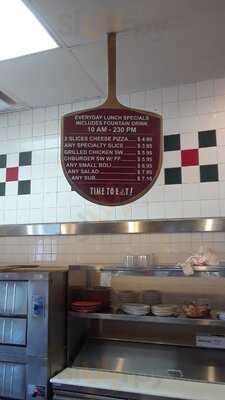 EVERYDAY LUNCH SPECIALS
INCLUDES FOUNTAIN DRINK
10 AM - 230 PM
2 SLICES CHEESE PIZZA
ANY SPECIALTY SLICE
GRILLED CHICKEN SW
CHBURGER SW W/ FF
ANY SMALL BOLI
ANY SALAD
ANY SUB
TIME TO EAT!